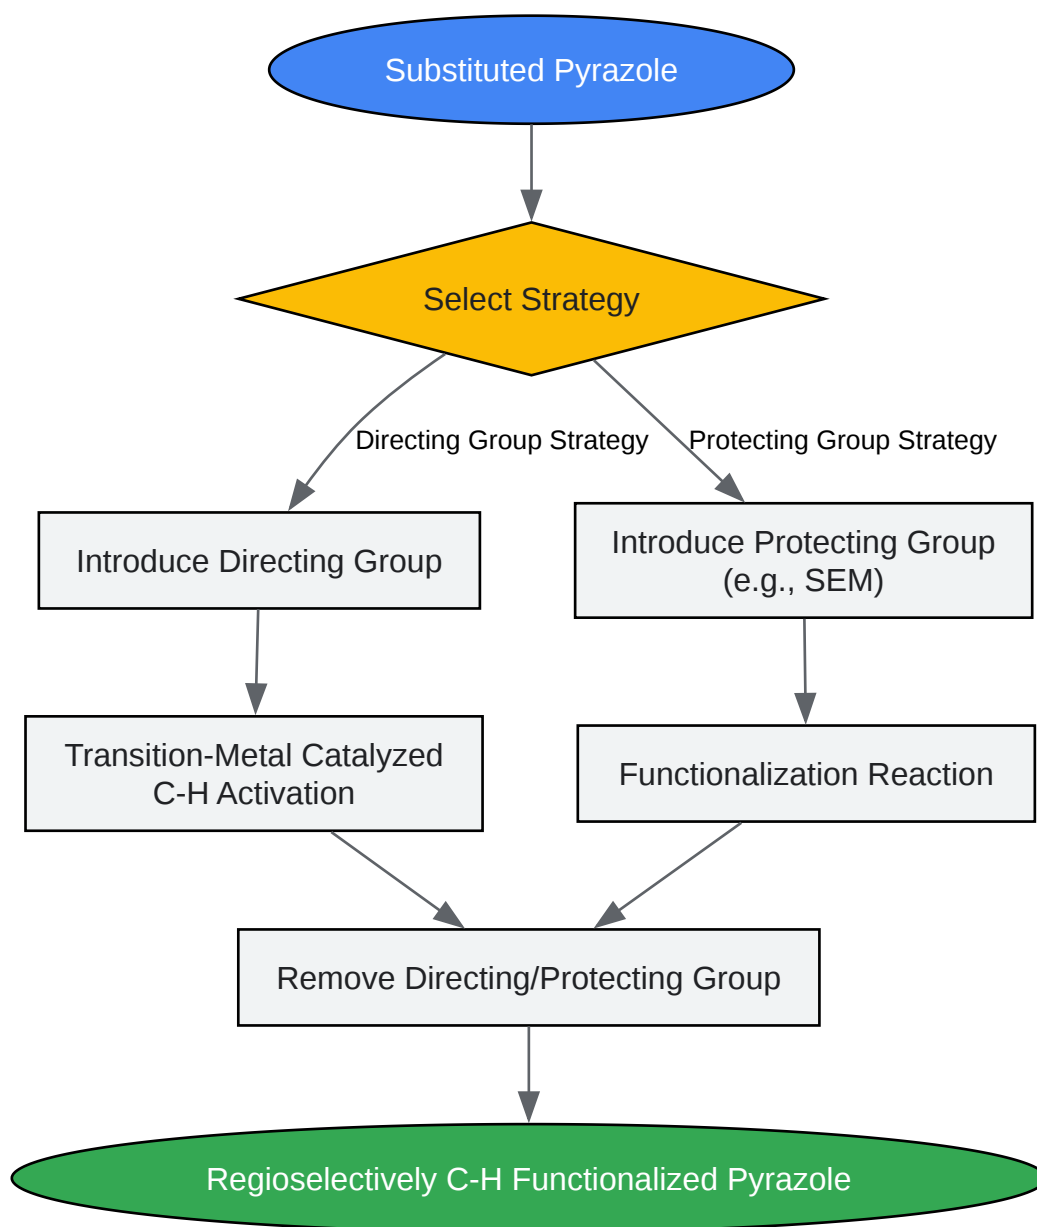 Substituted Pyrazole
Select Strategy
Directing Group Strategy
Protecting Group Strategy
Introduce Directing Group
Introduce Protecting Group
(e.g., SEM)
Transition-Metal Catalyzed
C-H Activation
Functionalization Reaction
Remove Directing/Protecting Group
Regioselectively C-H Functionalized Pyrazole